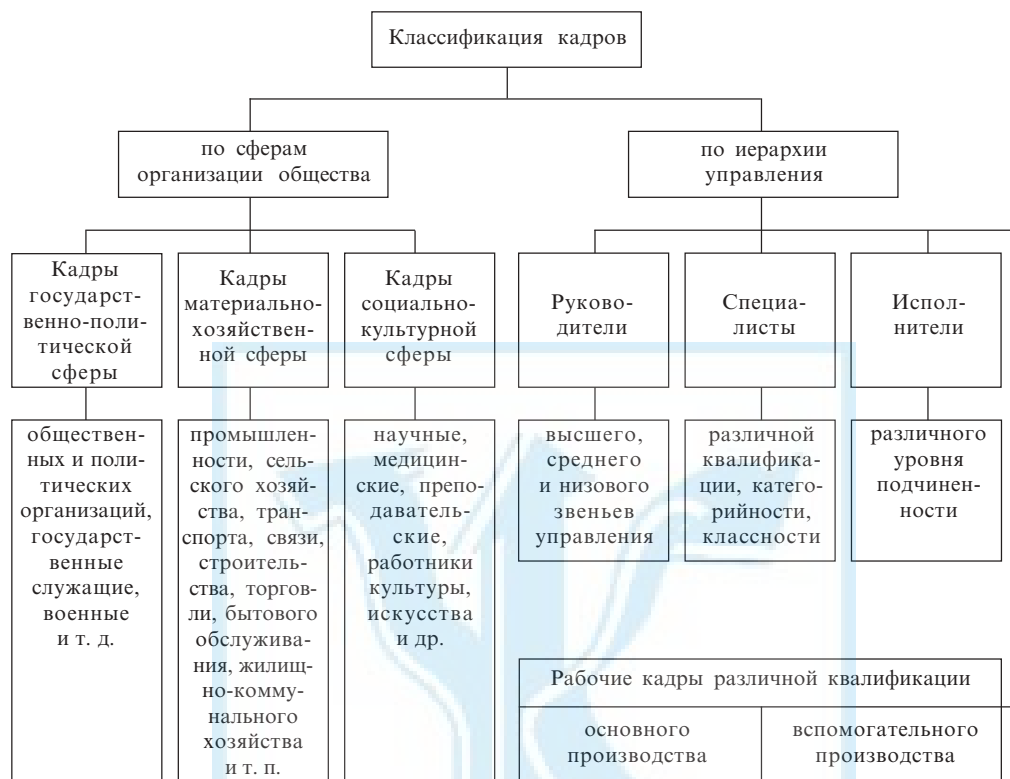 Классификация кадров
по сферам
организации общества
по иерархии
управления
Кадры
государст-
венно-поли-
тической
сферы
Кадры
материально-
хозяйствен-
ной сферы
Кадры
социально-
культурной
сферы
Руково-
дители
Специа-
листы
Испол-
нители
обществен-
ных и поли-
тических
организаций,
государст-
венные
служащие,
военные
и т. д.
промышлен-
ности, сель-
ского хозяй-
ства, тран-
спорта, связи,
строитель-
ства, торгов-
ли, бытового
обслужива-
ния, жилищ-
но-комму-
нального
хозяйства
и т. п.
научные,
медицин-
ские, препо-
даватель-
ские,
работники
культуры,
искусства
и др.
высшего,
среднего
и низового
звеньев
управления
различной
квалифика-
ции, катего-
рийности,
классности
различного
уровня
подчинен-
ности
Рабочие кадры различной квалификации
основного
производства
вспомогательного
производства